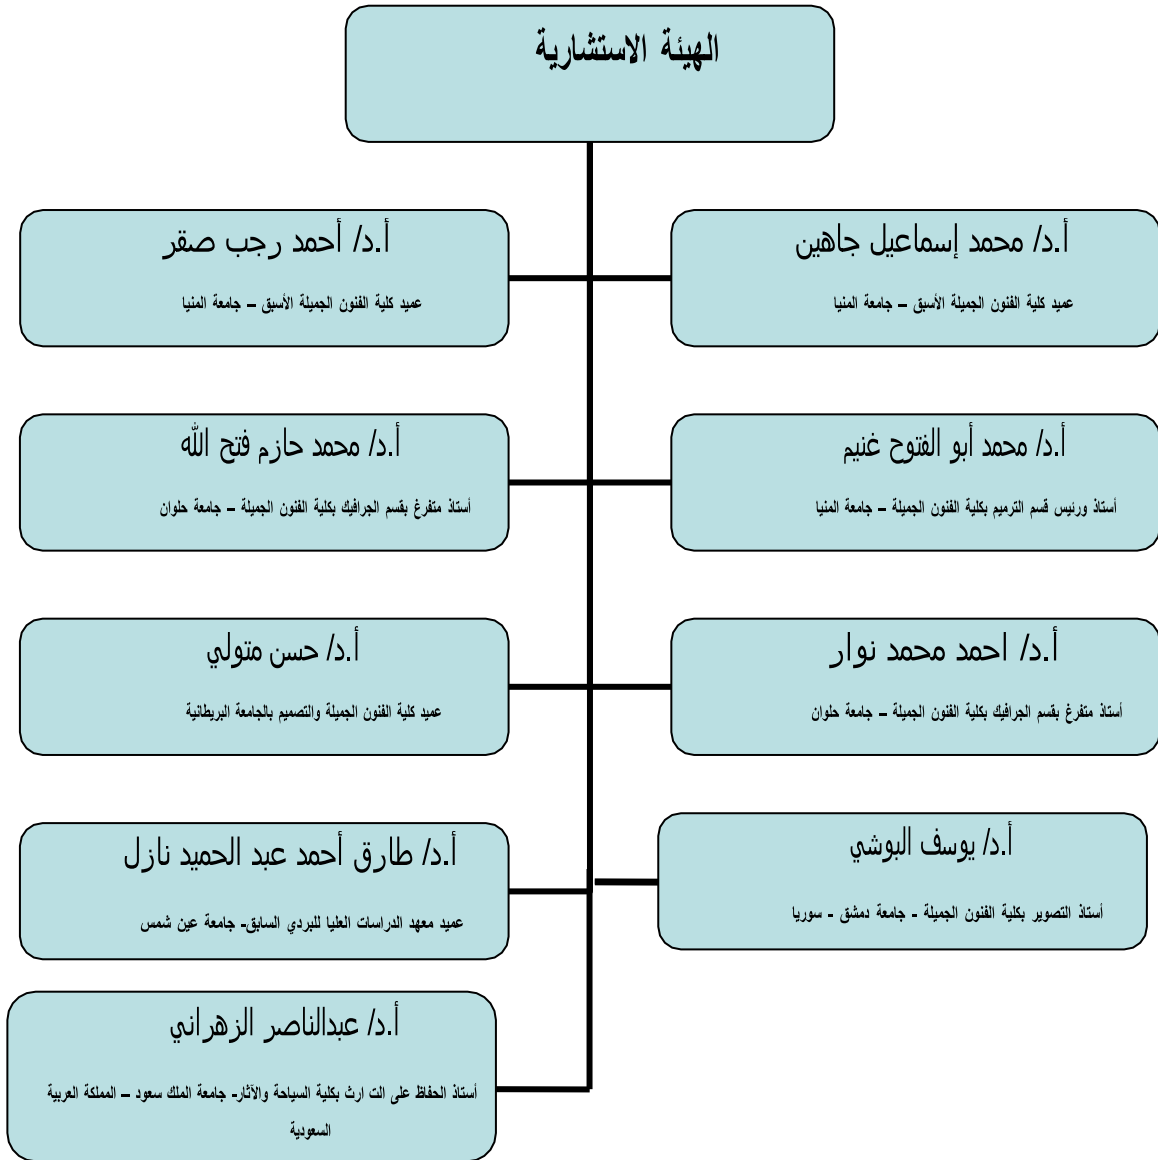 الهيئة الاستشارية
أ.د/ محمد إسماعيل جاهين
عميد كلية الفنون الجميلة الأسبق – جامعة المنيا
أ.د/ أحمد رجب صقر
عميد كلية الفنون الجميلة الأسبق – جامعة المنيا
أ.د/ محمد أبو الفتوح غنيم
أستاذ ورئيس قسم الترميم بكلية الفنون الجميلة – جامعة المنيا
أ.د/ محمد حازم فتح الله
أستاذ متفرغ بقسم الجرافيك بكلية الفنون الجميلة – جامعة حلوان
أ.د/ احمد محمد نوار
أستاذ متفرغ بقسم الجرافيك بكلية الفنون الجميلة – جامعة حلوان
أ.د/ حسن متولي
عميد كلية الفنون الجميلة والتصميم بالجامعة البريطانية
أ.د/ يوسف البوشي
أستاذ التصوير بكلية الفنون الجميلة - جامعة دمشق - سوريا
أ.د/ طارق أحمد عبد الحميد نازل
عميد معهد الدراسات العليا للبردي السابق- جامعة عين شمس
أ.د/ عبدالناصر الزهراني
أستاذ الحفاظ على الت ارث بكلية السياحة والآثار- جامعة الملك سعود – المملكة العربية
السعودية